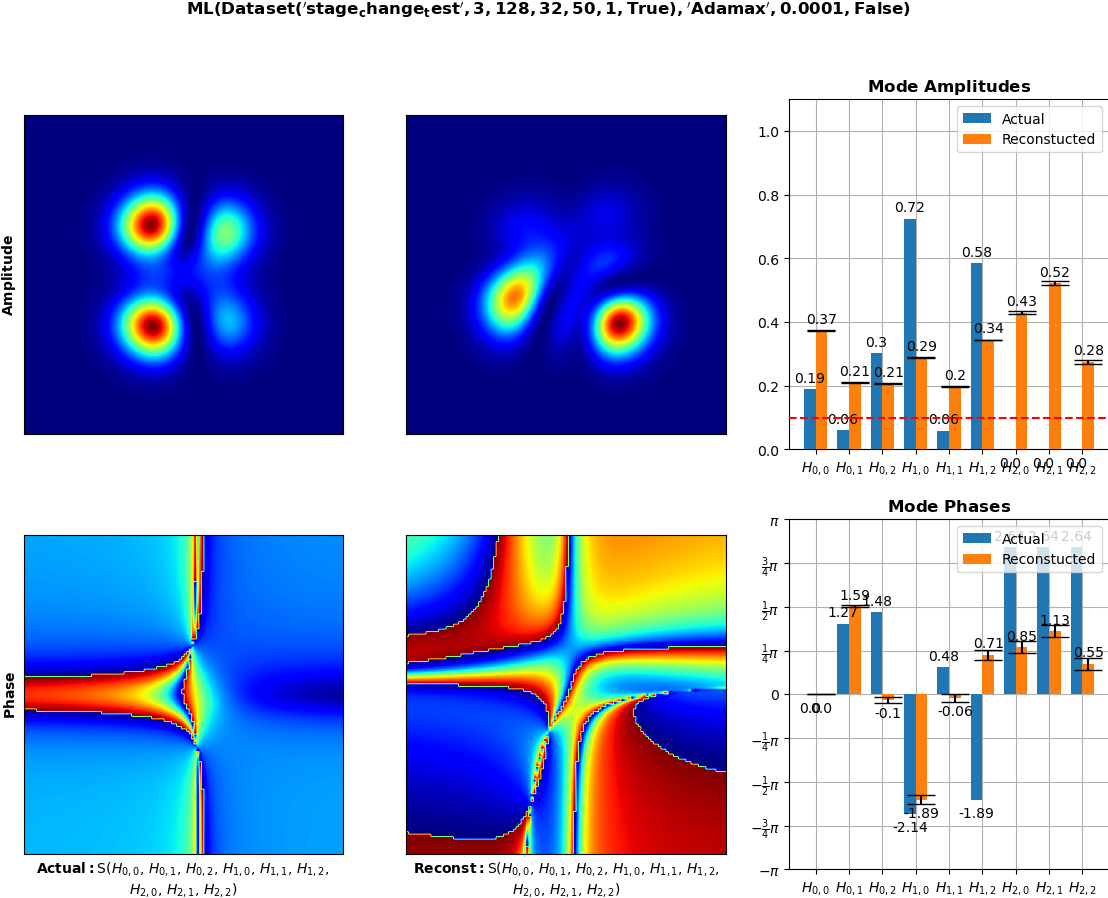 ML(Dataset('stage_change_test', 3, 128, 32, 50, 1, True), 'Adamax', 0.0001, False)
Amplitude
Mode Amplitudes
Actual
Reconstucted
1.0
0.8
0.6
0.4
0.2
0.0
0.19 0.37
0.06 0.21
0.3 0.21
0.72 0.29
0.06 0.2
0.58 0.34
0.0 0.43
0.0 0.52
0.0 0.28
H0,0 H0,1 H0,2 H1,0 H1,1 H1,2 H2,0 H2,1 H2,2
Phase
Actual: S(H0,0, H0,1, H0,2, H1,0, H1,1, H1,2,
H2,0, H2,1, H2,2)
Reconst: S(H0,0, H0,1, H0,2, H1,0, H1,1, H1,2,
H2,0, H2,1, H2,2)
Mode Phases
Actual
Reconstucted
π
3/4π
1/2π
1/4π
0
−1/4π
−1/2π
−3/4π
−π
0.0 0.0
1.27 1.59
1.48 -0.1
-2.14 -1.89
0.48 -0.06
-1.89 0.71
2.64 0.85
2.64 1.13
2.64 0.55
H0,0 H0,1 H0,2 H1,0 H1,1 H1,2 H2,0 H2,1 H2,2